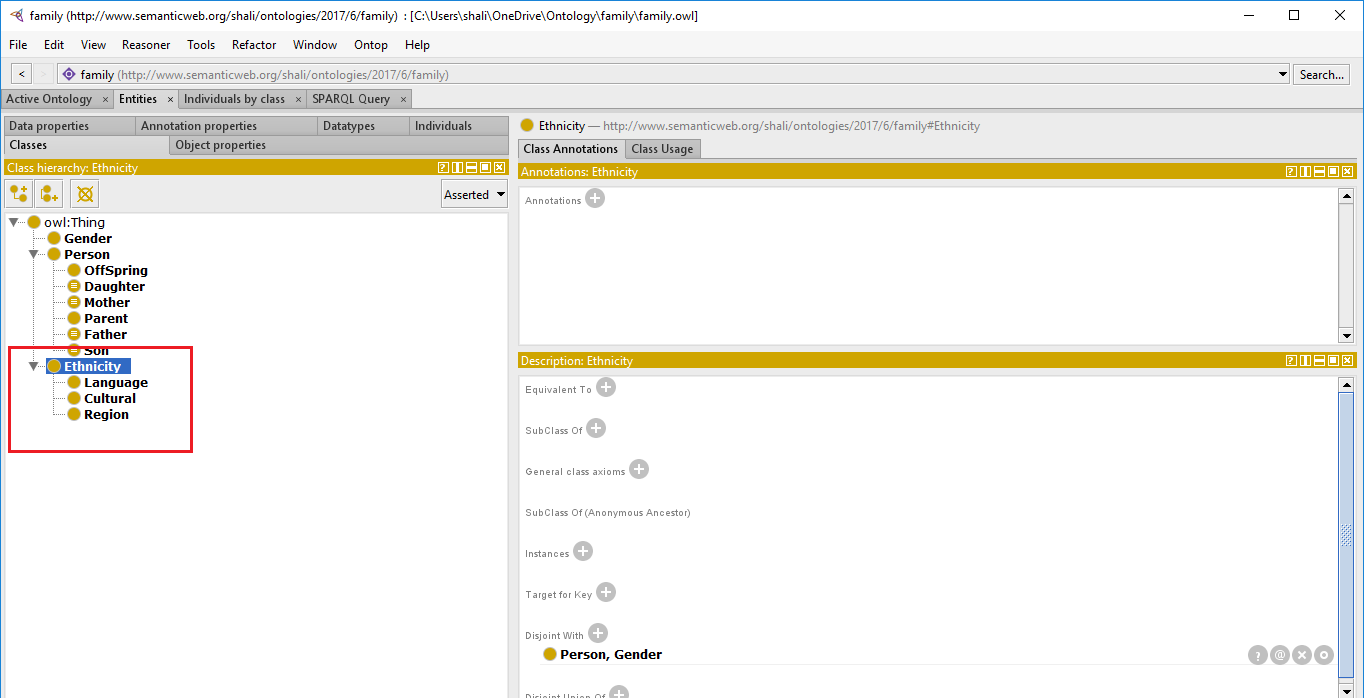 family (http://www.semanticweb.org/shali/ontologies/2017/6/family) : [C:\Users\shali\OneDrive\Ontology\family\family.owl]
File Edit View Reasoner Tools Refactor Window Ontop Help
< > family (http://www.semanticweb.org/shali/ontologies/2017/6/family) Search...
Active Ontology × Entities × Individuals by class × SPARQL Query ×
Data properties Annotation properties Datatypes Individuals
Classes Object properties
Class hierarchy: Ethnicity
Asserted
owl:Thing
Gender
Person
OffSpring
Daughter
Mother
Parent
Father
Son
Ethnicity
Language
Cultural
Region
Ethnicity — http://www.semanticweb.org/shali/ontologies/2017/6/family#Ethnicity
Class Annotations Class Usage
Annotations: Ethnicity
Annotations
Description: Ethnicity
Equivalent To
SubClass Of
General class axioms
SubClass Of (Anonymous Ancestor)
Instances
Target for Key
Disjoint With
Person, Gender
Disjoint Union Of